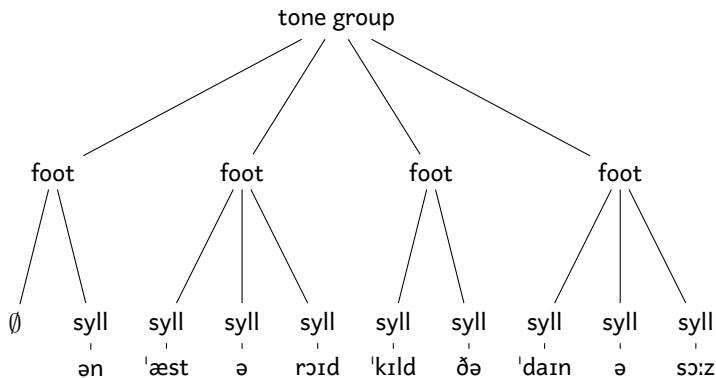 tone group
foot foot foot foot
∅ syll syll syll syll syll syll syll syll syll
ən ˈæst ə rɔɪd ˈkɪld ðə ˈdaɪn ə sɔːz